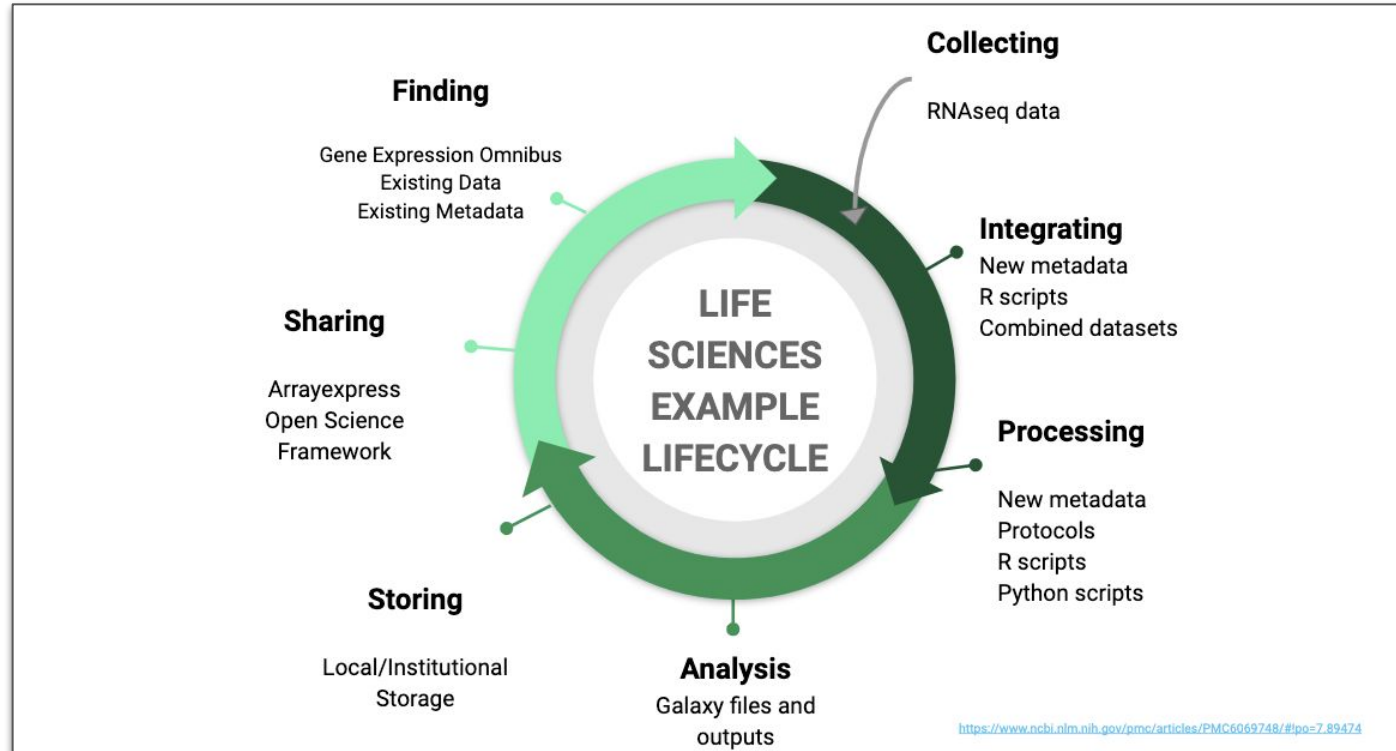 Collecting
RNAseq data
Finding
Gene Expression Omnibus
Existing Data
Existing Metadata
Integrating
New metadata
R scripts
Combined datasets
LIFE
SCIENCES
EXAMPLE
LIFECYCLE
Sharing
Arrayexpress
Open Science
Framework
Processing
New metadata
Protocols
R scripts
Python scripts
Storing
Local/Institutional
Storage
Analysis
Galaxy files and
outputs
https://www.ncbi.nlm.nih.gov/pmc/articles/PMC6069748/#!po=7.89474